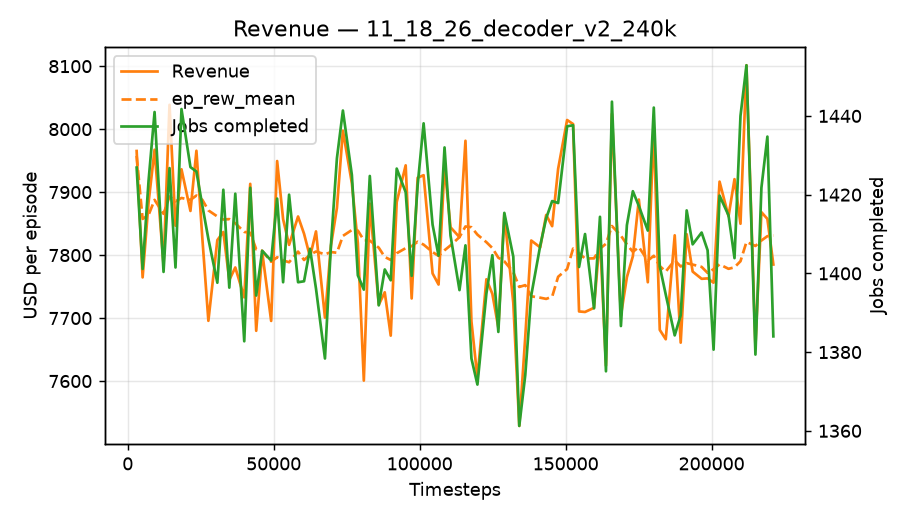 Revenue — 11_18_26_decoder_v2_240k
Revenue
ep_rew_mean
Jobs completed
8100
8000
7900
7800
7700
7600
USD per episode
1440
1420
1400
1380
1360
Jobs completed
0
50000
100000
150000
200000
Timesteps